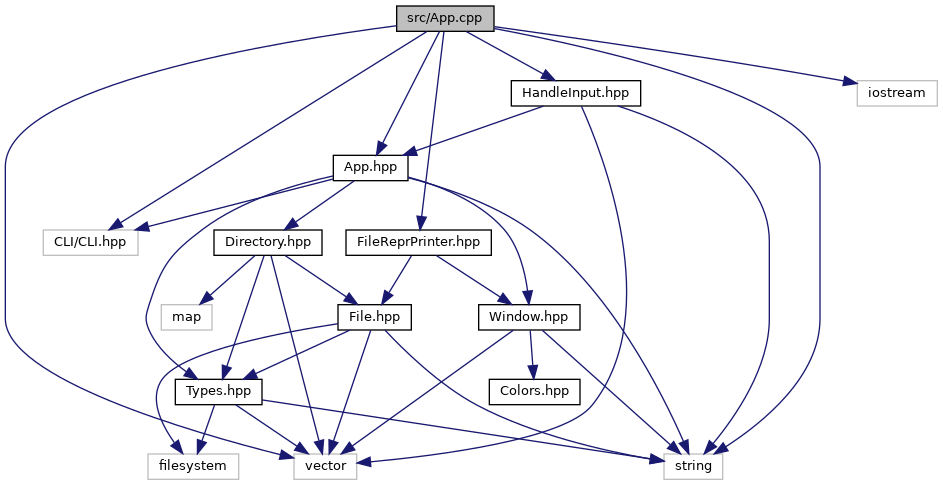 src/App.cpp
HandleInput.hpp
iostream
App.hpp
CLI/CLI.hpp
Directory.hpp
FileReprPrinter.hpp
map
File.hpp
Window.hpp
Types.hpp
Colors.hpp
filesystem
vector
string